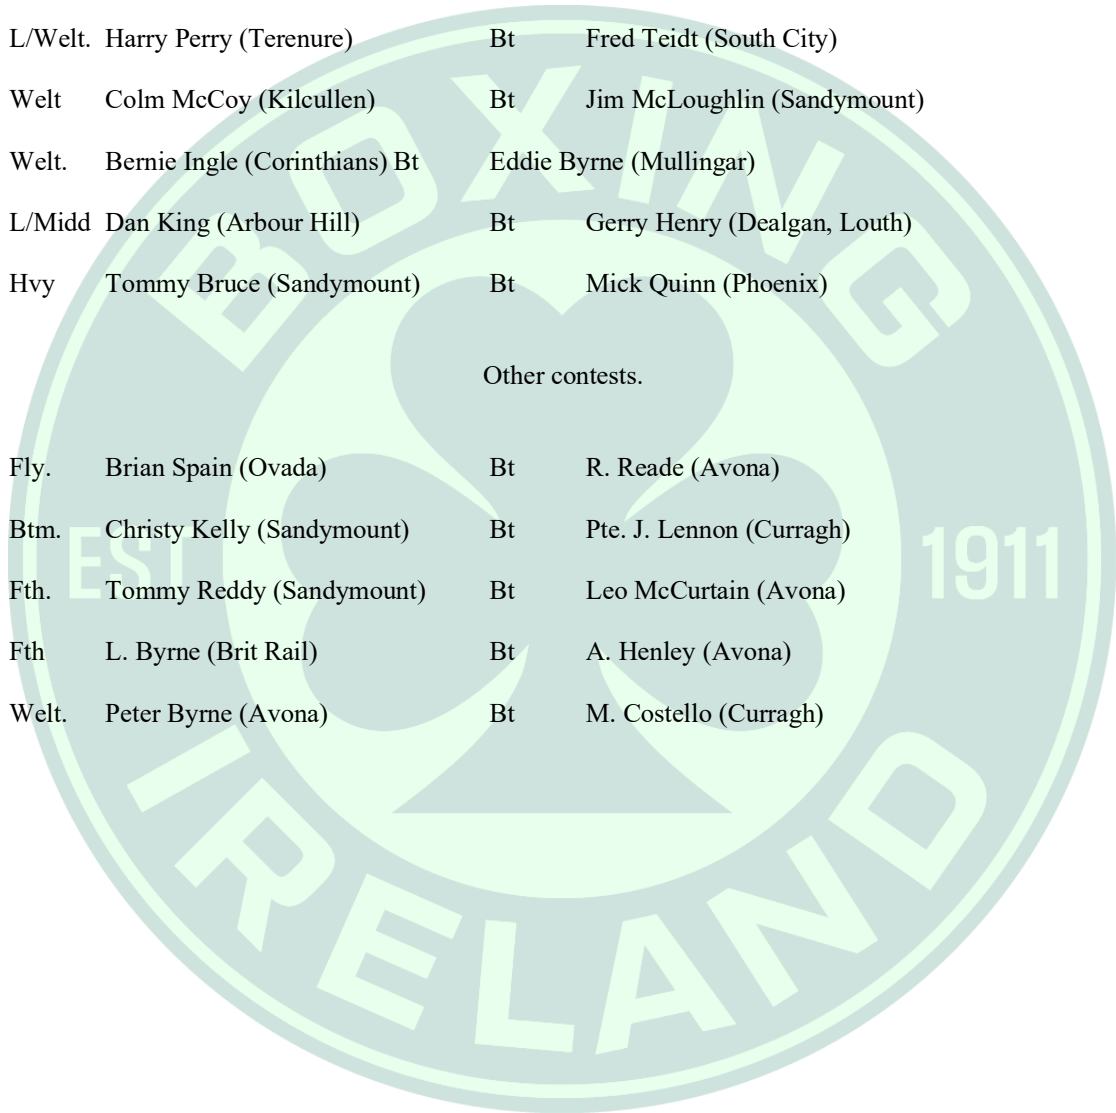 L/Welt. Harry Perry (Terenure) Bt Fred Teidt (South City)
Welt Colm McCoy (Kilcullen) Bt Jim McLoughlin (Sandymount)
Welt. Bernie Ingle (Corinthians) Bt Eddie Byrne (Mullingar)
L/Midd Dan King (Arbour Hill) Bt Gerry Henry (Dealgan, Louth)
Hvy Tommy Bruce (Sandymount) Bt Mick Quinn (Phoenix)
Other contests.
Fly. Brian Spain (Ovada) Bt R. Reade (Avona)
Btm. Christy Kelly (Sandymount) Bt Pte. J. Lennon (Curragh)
Fth. Tommy Reddy (Sandymount) Bt Leo McCurtain (Avona)
Fth L. Byrne (Brit Rail) Bt A. Henley (Avona)
Welt. Peter Byrne (Avona) Bt M. Costello (Curragh)
BOXING
EST 1911
IRELAND